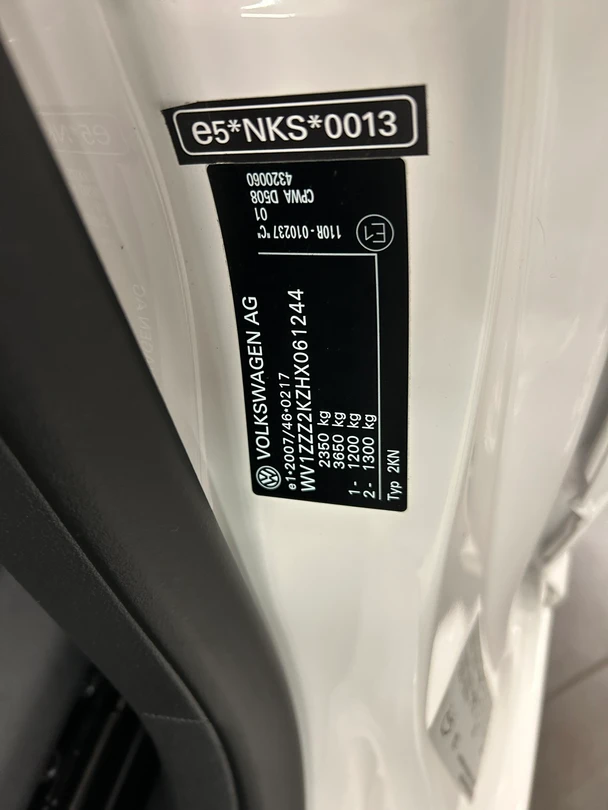 e5*NKS*0013
VOLKSWAGEN AG
e1*2007/46*0217
WV1ZZZ2KZHX061244
2350 kg
3650 kg
1- 1200 kg
2- 1300 kg
Typ 2KN
E1
110R-010237 "C"
01
CPWA D508
4320060